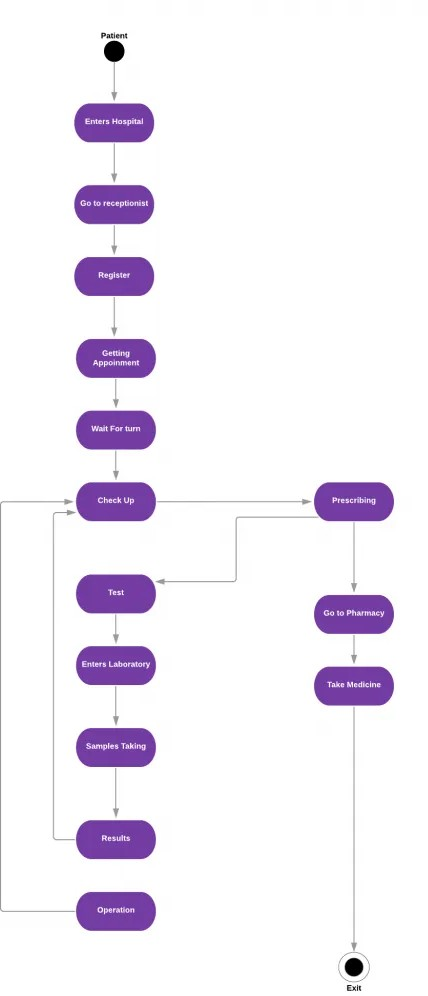 Patient
Enters Hospital
Go to receptionist
Register
Getting
Appoinment
Wait For turn
Check Up
Prescribing
Test
Go to Pharmacy
Enters Laboratory
Take Medicine
Samples Taking
Results
Operation
Exit